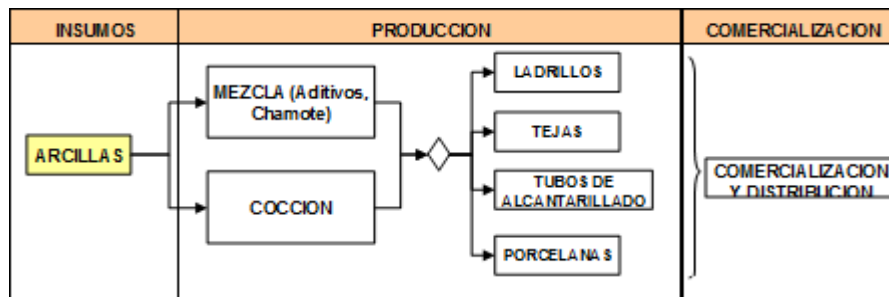 INSUMOS
PRODUCCION
COMERCIALIZACION
ARCILLAS
MEZCLA (Aditivos,
Chamote)
COCCION
LADRILLOS
TEJAS
TUBOS DE
ALCANTARILLADO
PORCELANAS
COMERCIALIZACION
Y DISTRIBUCION